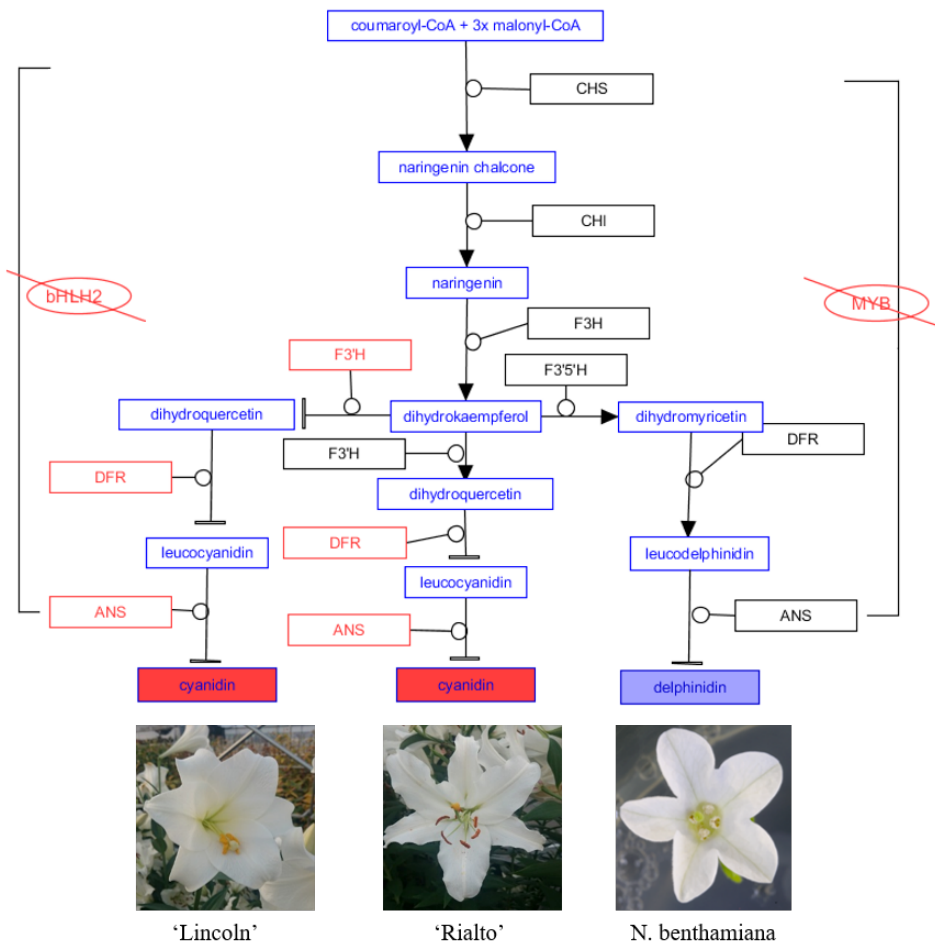 coumaroyl-CoA + 3x malonyl-CoA
CHS
naringenin chalcone
CHI
bHLH2
naringenin
MYB
F3H
F3'H
F3'5'H
dihydroquercetin
dihydrokaempferol
dihydromyricetin
F3'H
DFR
DFR
dihydroquercetin
DFR
leucocyanidin
leucodelphinidin
leucocyanidin
ANS
ANS
ANS
cyanidin
cyanidin
delphinidin
‘Lincoln’
‘Rialto’
N. benthamiana